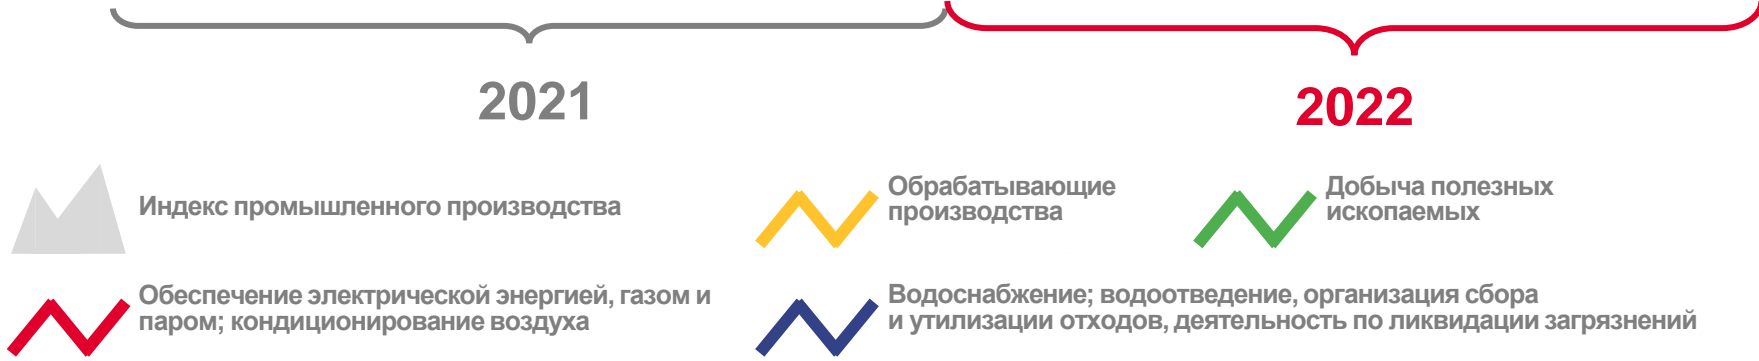 2021
2022
Индекс промышленного производства
Обрабатывающие
производства
Добыча полезных
ископаемых
Обеспечение электрической энергией, газом и
паром; кондиционирование воздуха
Водоснабжение; водоотведение, организация сбора
и утилизации отходов, деятельность по ликвидации загрязнений